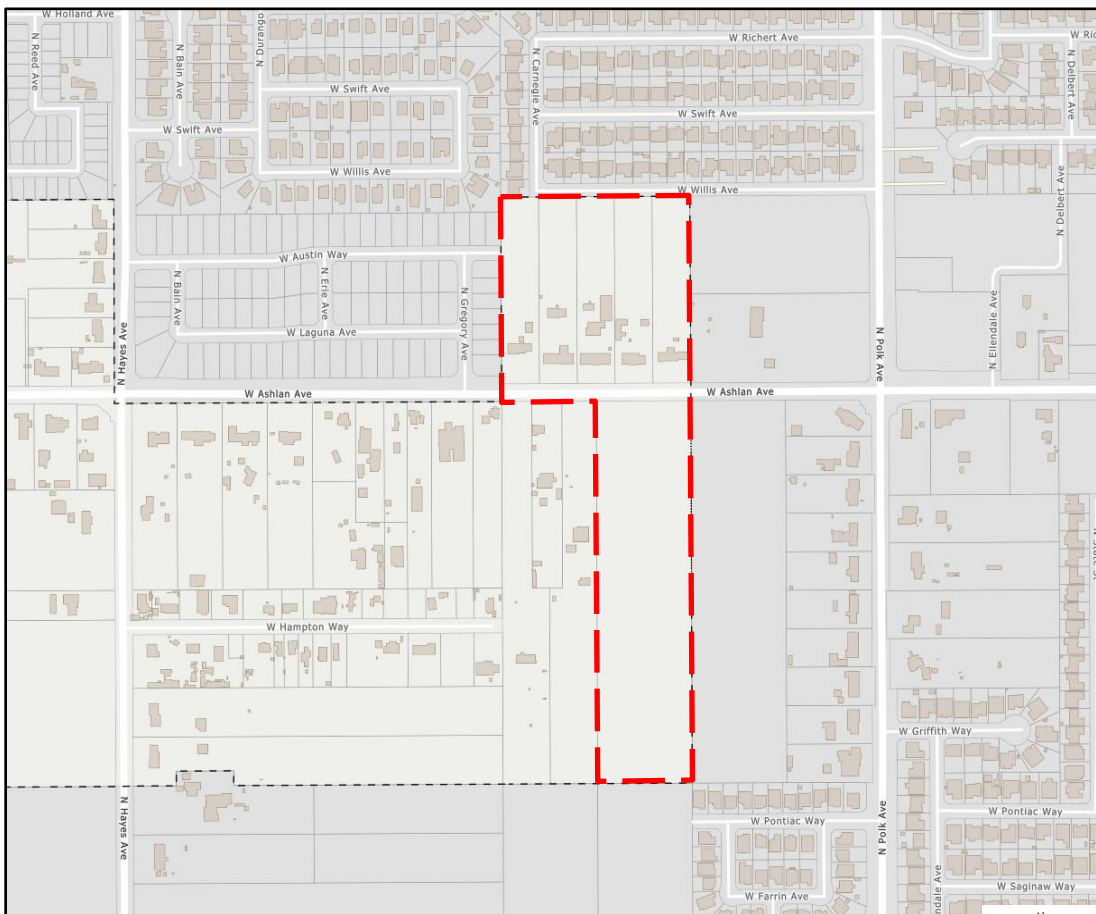 W Holland Ave
N Reed Ave
N Bain Ave
N Durango
W Swift Ave
W Swift Ave
W Willis Ave
N Carnegie Ave
W Richert Ave
W Swift Ave
W Willis Ave
W Ric
N Delbert Ave
N Delbert Ave
W Austin Way
N Bain Ave
N Erie Ave
N Gregory Ave
W Laguna Ave
N Hayes Ave
N Polk Ave
N Ellendale Ave
W Ashlan Ave
W Ashlan Ave
W Hampton Way
W Griffith Way
N Hayes Ave
N Polk Ave
W Pontiac Way
W Pontiac Way
W Farrin Ave
W Saginaw Way
ndale Ave